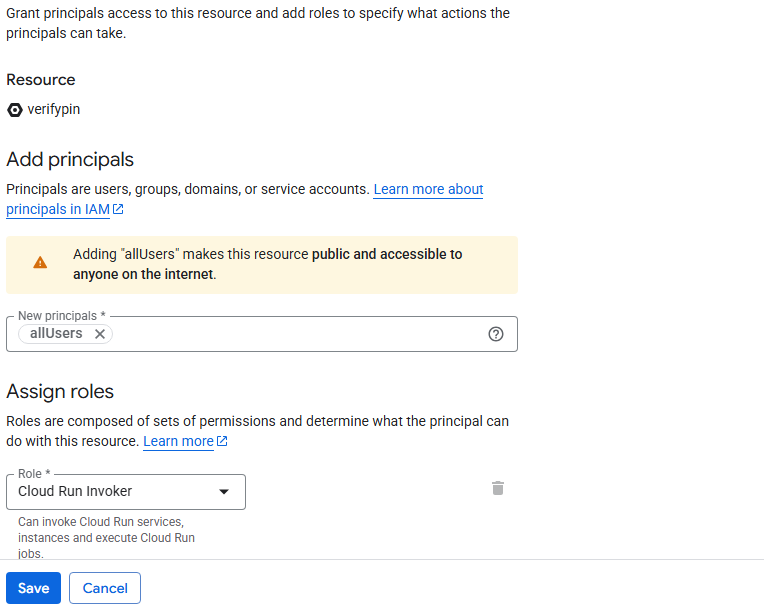 Grant principals access to this resource and add roles to specify what actions the
principals can take.
Resource
verifypin
Add principals
Principals are users, groups, domains, or service accounts. Learn more about
principals in IAM
Adding "allUsers" makes this resource public and accessible to
anyone on the internet.
New principals *
allUsers
Assign roles
Roles are composed of sets of permissions and determine what the principal can
do with this resource. Learn more
Role *
Cloud Run Invoker
Can invoke Cloud Run services,
instances and execute Cloud Run
jobs.
Save Cancel